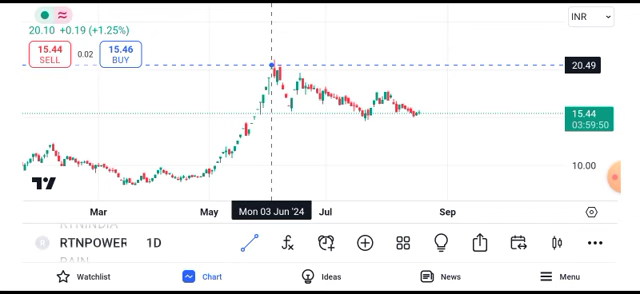 INR
20.10 +0.19 (+1.25%)
15.44
SELL
0.02
15.46
BUY
20.49
15.44
03:59:50
10.00
Mar
May
Mon 03 Jun '24
Jul
Sep
RTNINDIA
R RTNPOWER 1D
Watchlist
Chart
Ideas
News
Menu